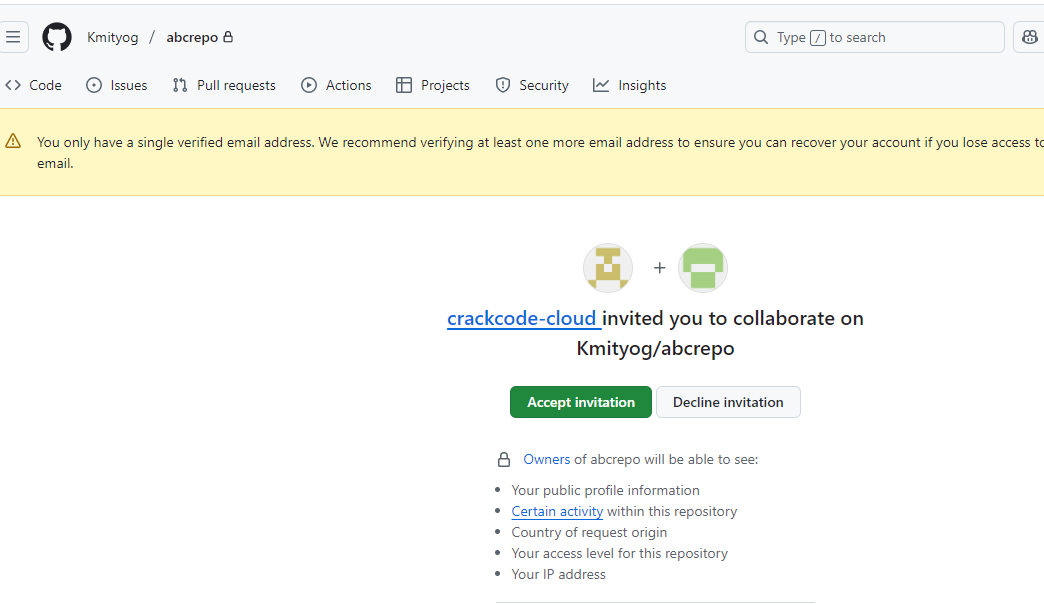 Kmityog / abcrepo
Type / to search
Code Issues Pull requests Actions Projects Security Insights
You only have a single verified email address. We recommend verifying at least one more email address to ensure you can recover your account if you lose access to
email.
crackcode-cloud invited you to collaborate on
Kmityog/abcrepo
Accept invitation Decline invitation
Owners of abcrepo will be able to see:
Your public profile information
Certain activity within this repository
Country of request origin
Your access level for this repository
Your IP address